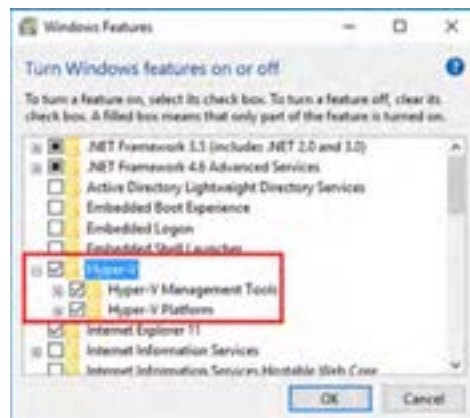 Windows Features
Turn Windows features on or off
To turn a feature on, select its check box. To turn a feature off, clear its
check box. A filled box means that only part of the feature is turned on.
.NET Framework 3.5 (includes .NET 2.0 and 3.0)
.NET Framework 4.6 Advanced Services
Active Directory Lightweight Directory Services
Embedded Boot Experience
Embedded Logon
Embedded Shell Launcher
Hyper-V
Hyper-V Management Tools
Hyper-V Platform
Internet Explorer 11
Internet Information Services
Internet Information Services Hostable Web Core
OK
Cancel